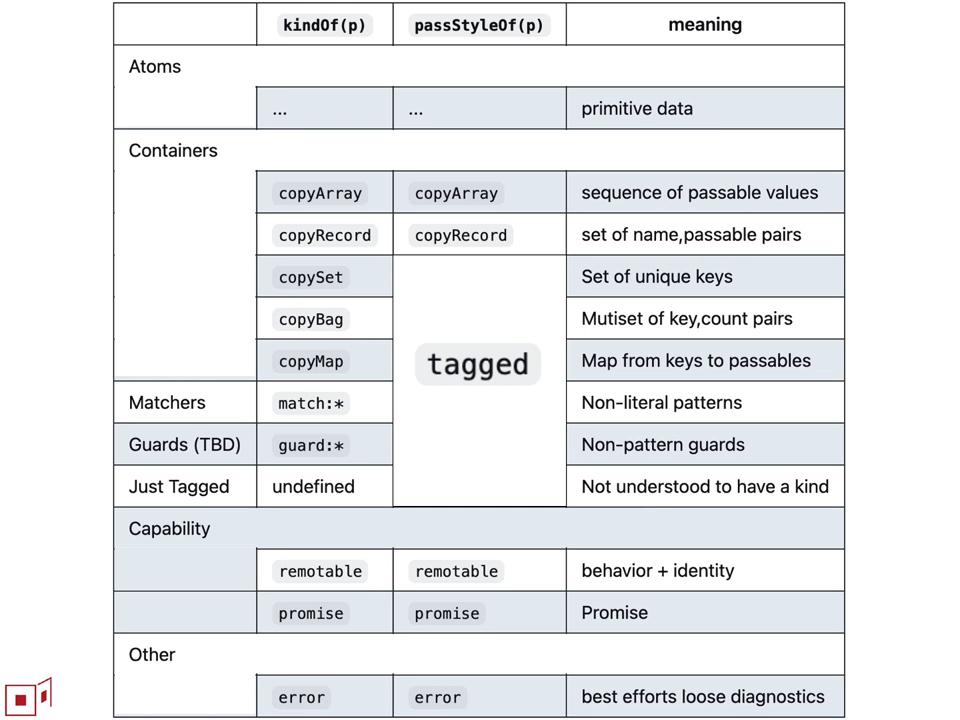 kindOf(p) passStyleOf(p) meaning
Atoms
... ... primitive data
Containers
copyArray copyArray sequence of passable values
copyRecord copyRecord set of name,passable pairs
copySet Set of unique keys
copyBag Mutiset of key,count pairs
copyMap tagged Map from keys to passables
Matchers match:* Non-literal patterns
Guards (TBD) guard:* Non-pattern guards
Just Tagged undefined Not understood to have a kind
Capability
remotable remotable behavior + identity
promise promise Promise
Other
error error best efforts loose diagnostics